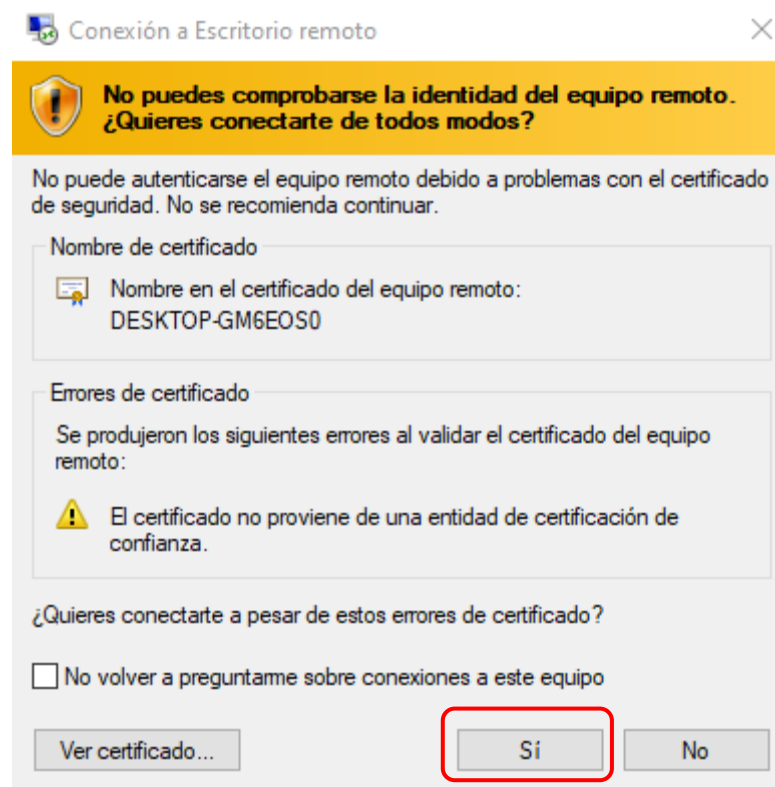 Conexión a Escritorio remoto
No puedes comprobarse la identidad del equipo remoto.
¿Quieres conectarte de todos modos?
No puede autenticarse el equipo remoto debido a problemas con el certificado
de seguridad. No se recomienda continuar.
Nombre de certificado
Nombre en el certificado del equipo remoto:
DESKTOP-GM6EOS0
Errores de certificado
Se produjeron los siguientes errores al validar el certificado del equipo
remoto:
El certificado no proviene de una entidad de certificación de
confianza.
¿Quieres conectarte a pesar de estos errores de certificado?
No volver a preguntarme sobre conexiones a este equipo
Ver certificado... Sí No